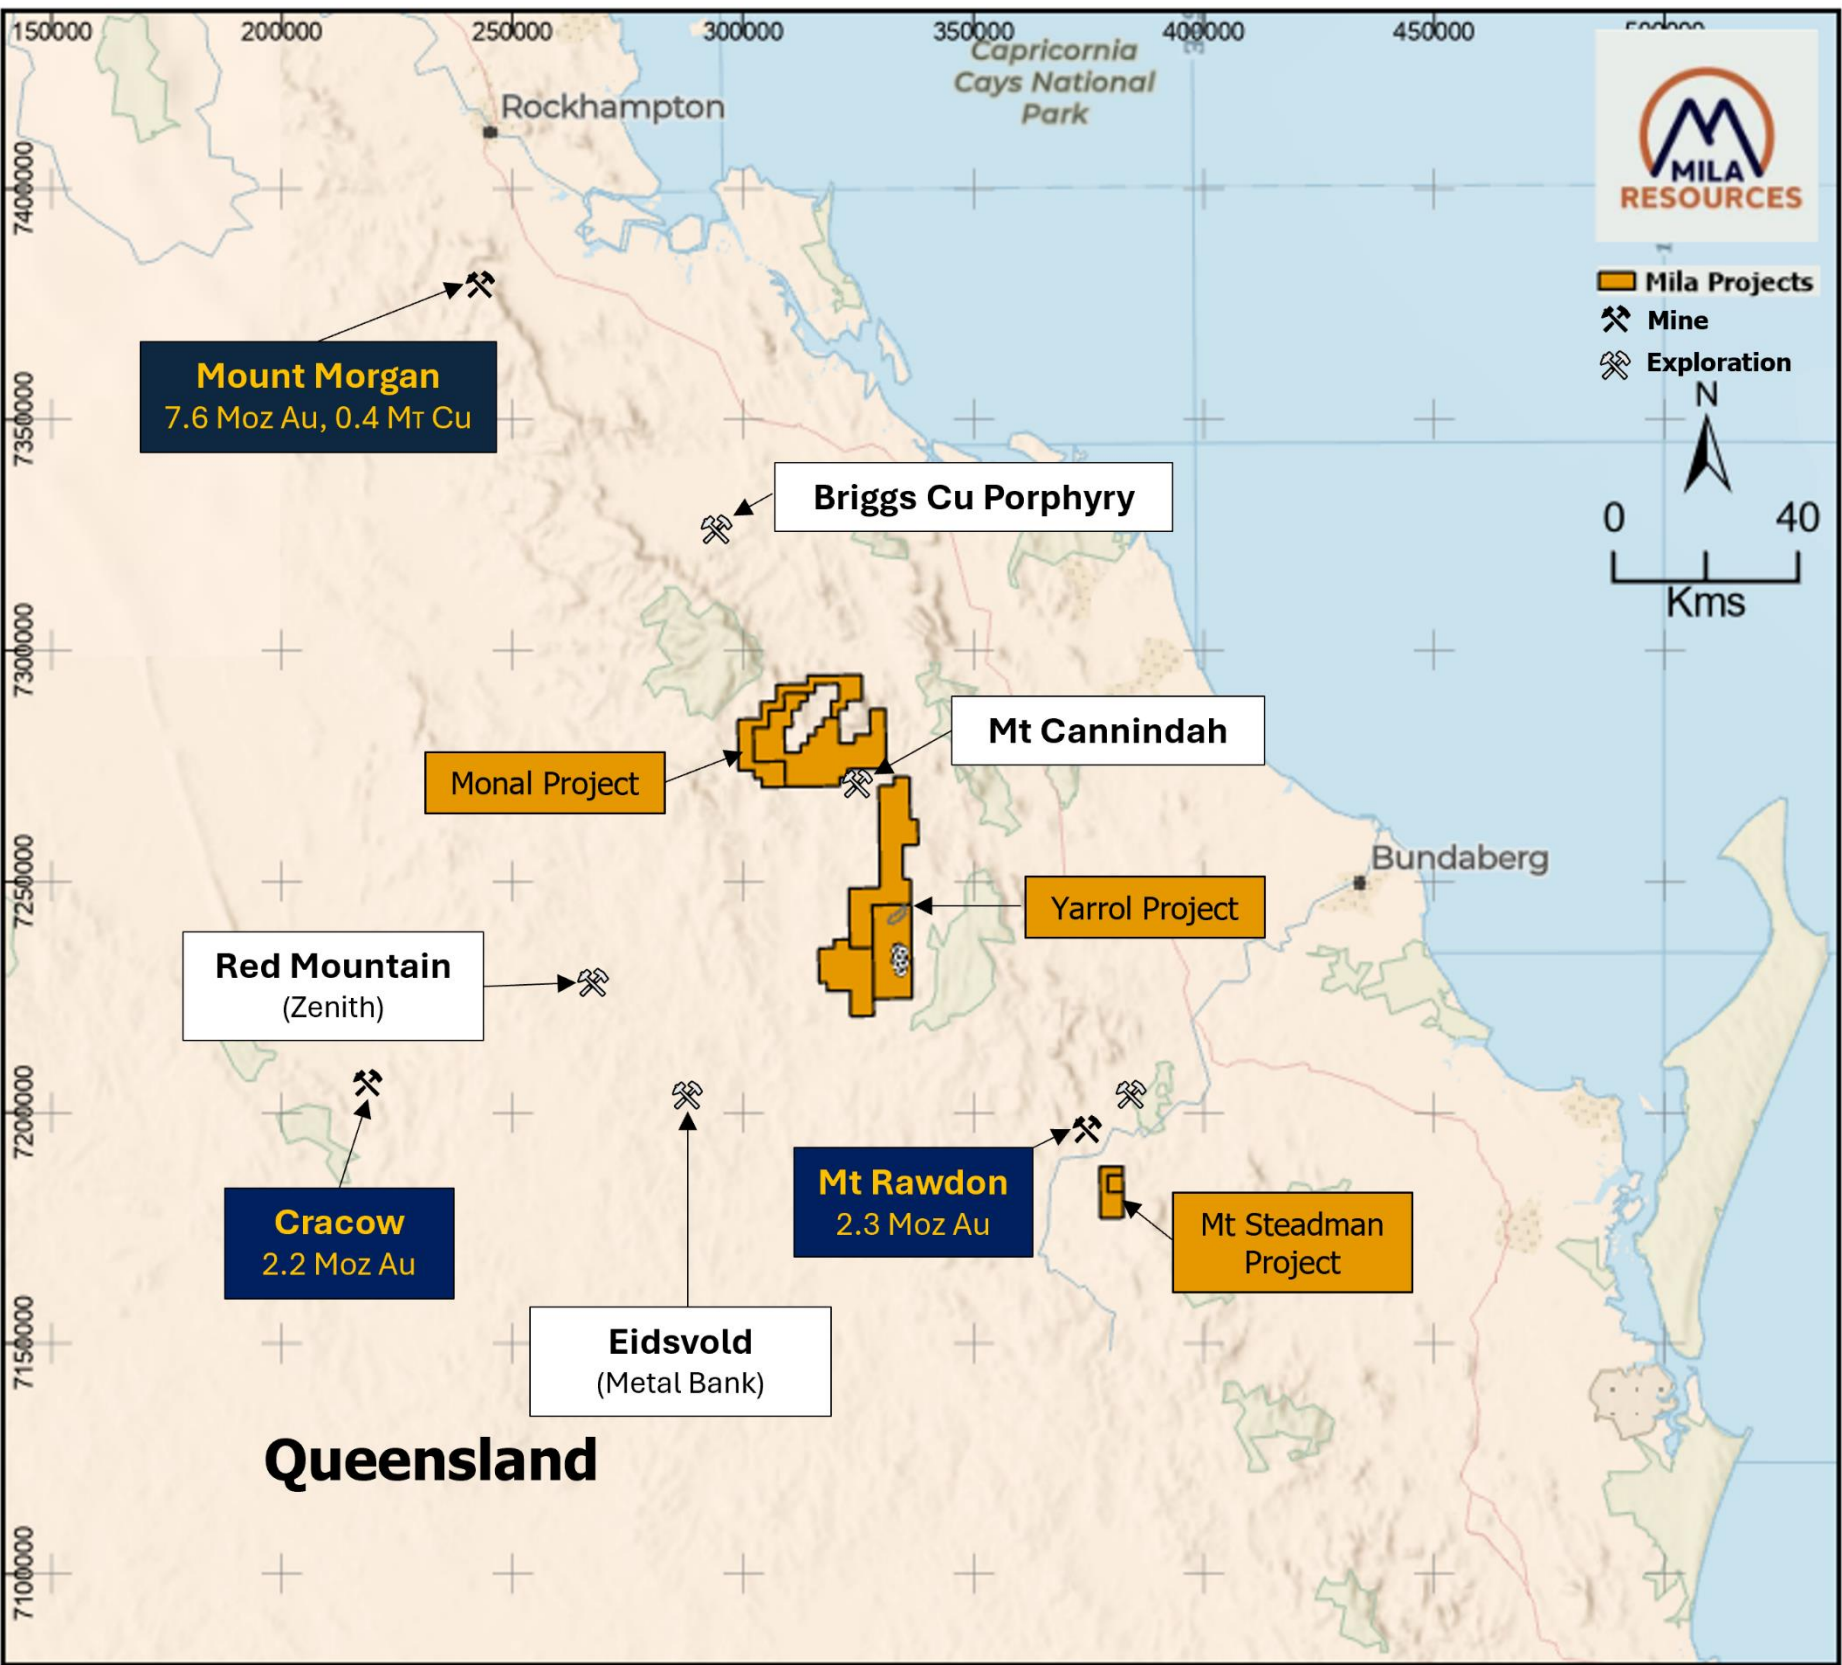 150000
200000
250000
300000
350000
400000
450000
500000
Capricornia
Cays National
Park
Rockhampton
MILA
RESOURCES
7400000
Mila Projects
Mine
Exploration
N
0
40
Kms
Mount Morgan
7.6 Moz Au, 0.4 MT Cu
7350000
Briggs Cu Porphyry
7300000
Mt Cannindah
Monal Project
Bundaberg
7250000
Yarrol Project
Red Mountain
(Zenith)
7200000
Mt Rawdon
2.3 Moz Au
Cracow
2.2 Moz Au
Mt Steadman
Project
7150000
Eidsvold
(Metal Bank)
Queensland
7100000